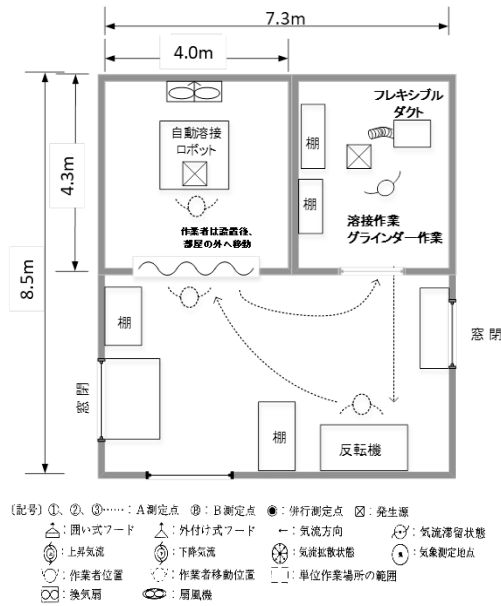 7.3m
4.0m
フレキシブル
ダクト
自動溶接
ロボット
棚
4.3m
棚
作業者は設置後、
部屋の外へ移動
溶接作業
グラインダー作業
8.5m
棚
窓閉
窓閉
棚
反転機
〔記号〕①、②、③……：A測定点 Ⓑ：B測定点 ◉：併行測定点 ☒：発生源
：囲い式フード ：外付け式フード ←：気流方向 ：気流滞留状態
：上昇気流 ：下降気流 ：気流拡散状態 ：気象測定地点
：作業者位置 ：作業者移動位置 ：単位作業場所の範囲
：換気扇 ：扇風機